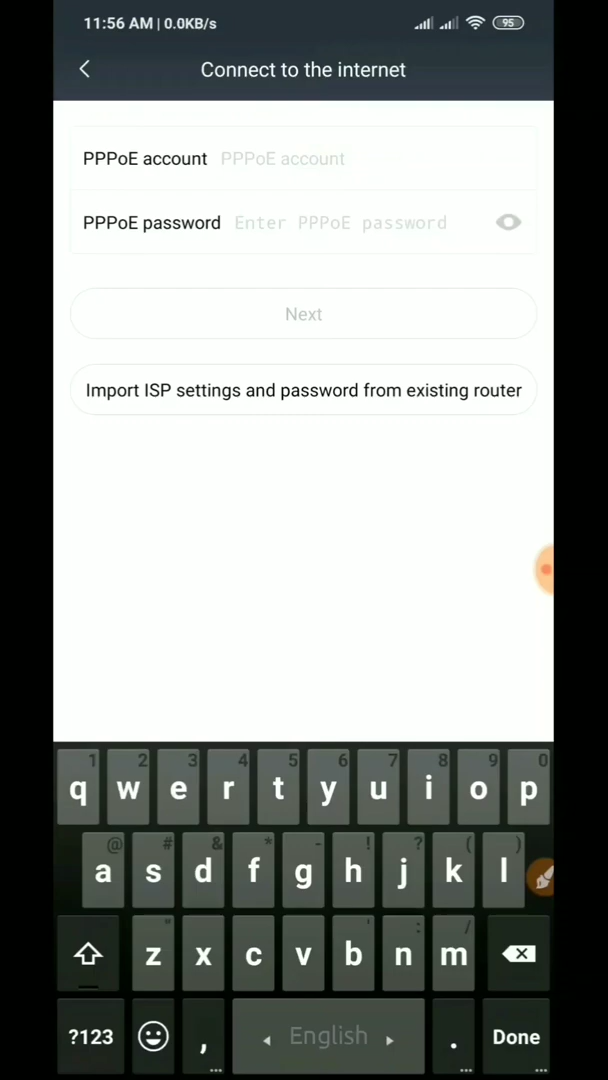 11:56 AM | 0.0KB/s 95
Connect to the internet
PPPoE account PPPoE account
PPPoE password Enter PPPoE password
Next
Import ISP settings and password from existing router
1 2 3 4 5 6 7 8 9 0
q w e r t y u i o p
@ # & * - ! ? ( )
a s d f g h j k l
" ' : /
z x c v b n m
?123 , English . Done